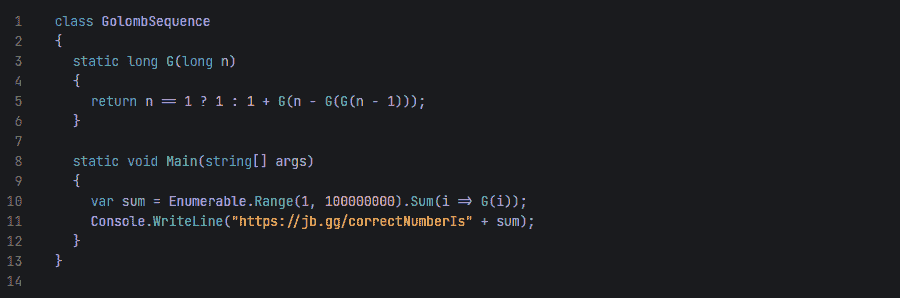 1 class GolombSequence
2 {
3 static long G(long n)
4 {
5 return n == 1 ? 1 : 1 + G(n - G(G(n - 1)));
6 }
7
8 static void Main(string[] args)
9 {
10 var sum = Enumerable.Range(1, 100000000).Sum(i => G(i));
11 Console.WriteLine("https://jb.gg/correctNumberIs" + sum);
12 }
13 }
14